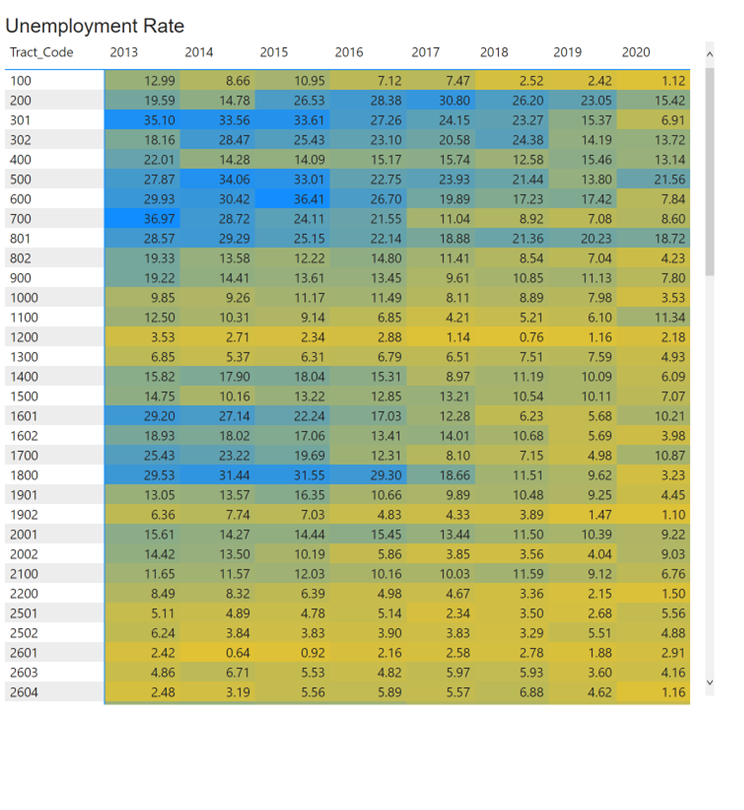 Unemployment Rate
Tract_Code 2013 2014 2015 2016 2017 2018 2019 2020
100 12.99 8.66 10.95 7.12 7.47 2.52 2.42 1.12
200 19.59 14.78 26.53 28.38 30.80 26.20 23.05 15.42
301 35.10 33.56 33.61 27.26 24.15 23.27 15.37 6.91
302 18.16 28.47 25.43 23.10 20.58 24.38 14.19 13.72
400 22.01 14.28 14.09 15.17 15.74 12.58 15.46 13.14
500 27.87 34.06 33.01 22.75 23.93 21.44 13.80 21.56
600 29.93 30.42 36.41 26.70 19.89 17.23 17.42 7.84
700 36.97 28.72 24.11 21.55 11.04 8.92 7.08 8.60
801 28.57 29.29 25.15 22.14 18.88 21.36 20.23 18.72
802 19.33 13.58 12.22 14.80 11.41 8.54 7.04 4.23
900 19.22 14.41 13.61 13.45 9.61 10.85 11.13 7.80
1000 9.85 9.26 11.17 11.49 8.11 8.89 7.98 3.53
1100 12.50 10.31 9.14 6.85 4.21 5.21 6.10 11.34
1200 3.53 2.71 2.34 2.88 1.14 0.76 1.16 2.18
1300 6.85 5.37 6.31 6.79 6.51 7.51 7.59 4.93
1400 15.82 17.90 18.04 15.31 8.97 11.19 10.09 6.09
1500 14.75 10.16 13.22 12.85 13.21 10.54 10.11 7.07
1601 29.20 27.14 22.24 17.03 12.28 6.23 5.68 10.21
1602 18.93 18.02 17.06 13.41 14.01 10.68 5.69 3.98
1700 25.43 23.22 19.69 12.31 8.10 7.15 4.98 10.87
1800 29.53 31.44 31.55 29.30 18.66 11.51 9.62 3.23
1901 13.05 13.57 16.35 10.66 9.89 10.48 9.25 4.45
1902 6.36 7.74 7.03 4.83 4.33 3.89 1.47 1.10
2001 15.61 14.27 14.44 15.45 13.44 11.50 10.39 9.22
2002 14.42 13.50 10.19 5.86 3.85 3.56 4.04 9.03
2100 11.65 11.57 12.03 10.16 10.03 11.59 9.12 6.76
2200 8.49 8.32 6.39 4.98 4.67 3.36 2.15 1.50
2501 5.11 4.89 4.78 5.14 2.34 3.50 2.68 5.56
2502 6.24 3.84 3.83 3.90 3.83 3.29 5.51 4.88
2601 2.42 0.64 0.92 2.16 2.58 2.78 1.88 2.91
2603 4.86 6.71 5.53 4.82 5.97 5.93 3.60 4.16
2604 2.48 3.19 5.56 5.89 5.57 6.88 4.62 1.16